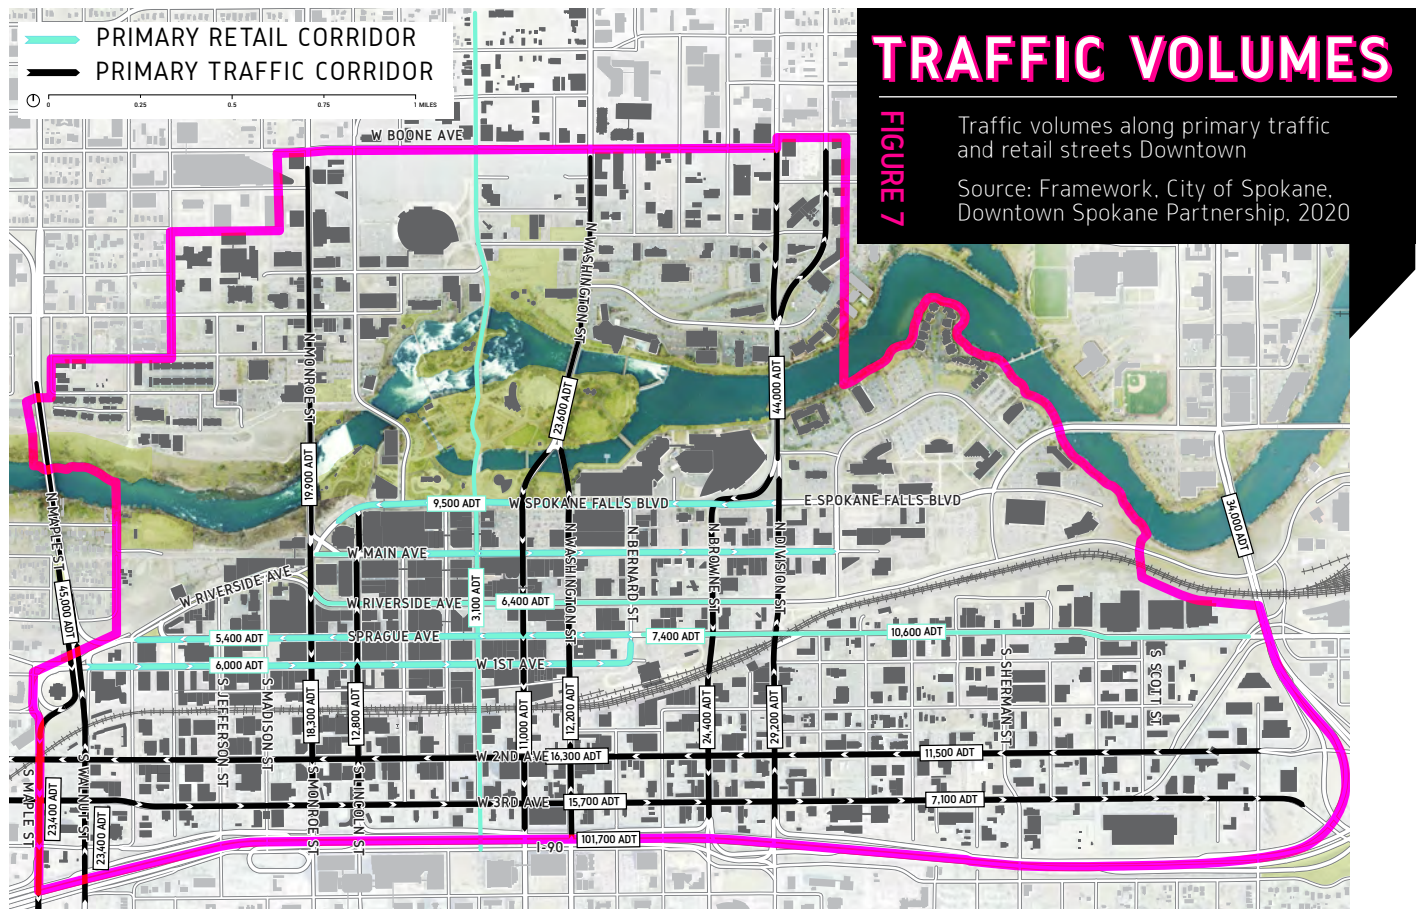 PRIMARY RETAIL CORRIDOR
PRIMARY TRAFFIC CORRIDOR
0 0.25 0.5 0.75 1 MILES
TRAFFIC VOLUMES
FIGURE 7
Traffic volumes along primary traffic
and retail streets Downtown
Source: Framework, City of Spokane,
Downtown Spokane Partnership, 2020
W BOONE AVE
N WASHINGTON ST
N MONROE ST
44,000 ADT
23,600 ADT
19,900 ADT
9,500 ADT
W SPOKANE FALLS BLVD
E SPOKANE FALLS BLVD
34,000 ADT
N MAPLE ST
W MAIN AVE
N WASHINGTON ST
N BERNARD ST
N BROWNE ST
N DIVISION ST
W RIVERSIDE AVE
45,000 ADT
W RIVERSIDE AVE
3,100 ADT
6,400 ADT
5,400 ADT
SPRAGUE AVE
7,400 ADT
10,600 ADT
6,000 ADT
W 1ST AVE
S JEFFERSON ST
S MADISON ST
18,300 ADT
12,800 ADT
11,000 ADT
12,200 ADT
24,400 ADT
29,200 ADT
S SHERMAN ST
S SCOTT ST
W 2ND AVE
16,300 ADT
11,500 ADT
S MAPLE ST
23,400 ADT
S WALNUT ST
23,400 ADT
S MONROE ST
S LINCOLN ST
W 3RD AVE
15,700 ADT
7,100 ADT
I-90
101,700 ADT